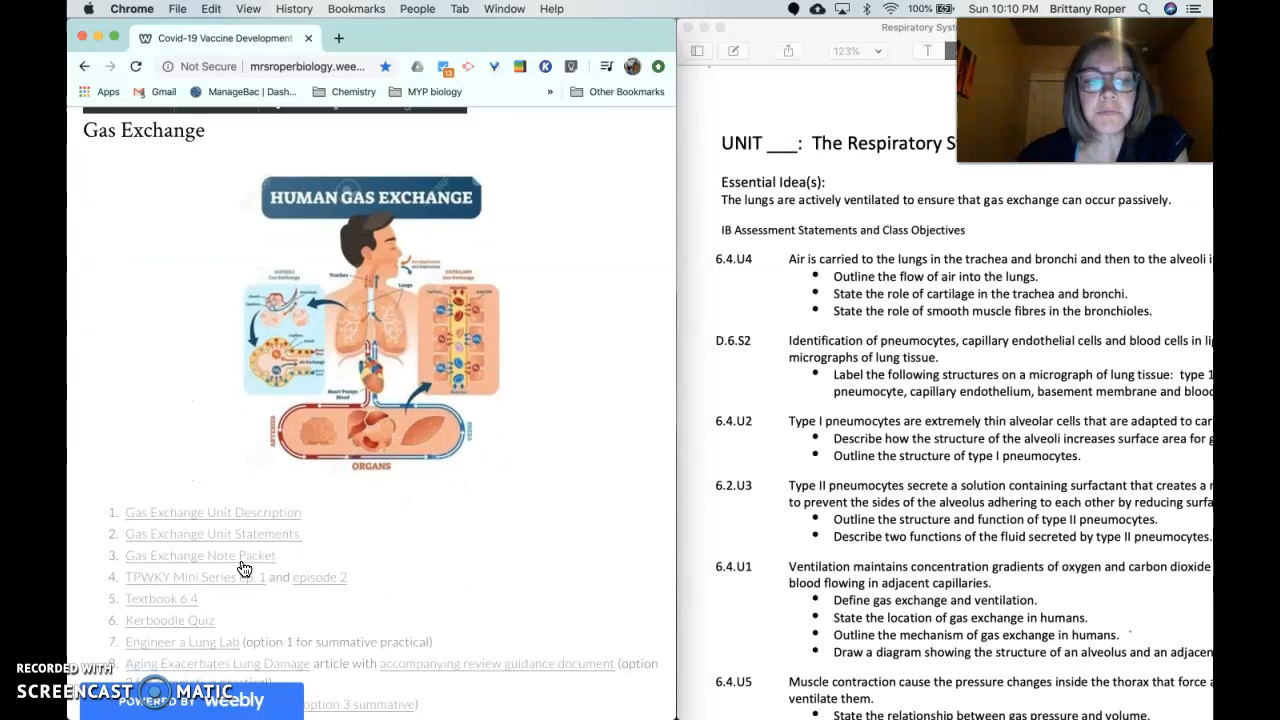 Chrome File Edit View History Bookmarks People Tab Window Help 100% Sun 10:10 PM Brittany Roper
Covid-19 Vaccine Development
Not Secure mrsroperbiology.wee...
13
Apps Gmail ManageBac | Dash... Chemistry MYP biology » Other Bookmarks
Gas Exchange
HUMAN GAS EXCHANGE
ALVEOLI
Gas Exchange
Trachea
Lungs
CAPILLARY
Gas Exchange
Heart Pumps
Blood
ARTERIES
VEINS
ORGANS
1. Gas Exchange Unit Description
2. Gas Exchange Unit Statements
3. Gas Exchange Note Packet
4. TPWKY Mini Series ep. 1 and episode 2
5. Textbook 6.4
6. Kerboodle Quiz
7. Engineer a Lung Lab (option 1 for summative practical)
8. Aging Exacerbates Lung Damage article with accompanying review guidance document (option
option 3 summative)
POWERED BY weebly
RECORDED WITH
SCREENCAST MATIC
Respiratory Syst
123%
T
UNIT ___: The Respiratory S
Essential Idea(s):
The lungs are actively ventilated to ensure that gas exchange can occur passively.
IB Assessment Statements and Class Objectives
6.4.U4 Air is carried to the lungs in the trachea and bronchi and then to the alveoli i
• Outline the flow of air into the lungs.
• State the role of cartilage in the trachea and bronchi.
• State the role of smooth muscle fibres in the bronchioles.
D.6.S2 Identification of pneumocytes, capillary endothelial cells and blood cells in li
micrographs of lung tissue.
• Label the following structures on a micrograph of lung tissue: type 1
pneumocyte, capillary endothelium, basement membrane and blood
6.4.U2 Type I pneumocytes are extremely thin alveolar cells that are adapted to car
• Describe how the structure of the alveoli increases surface area for g
• Outline the structure of type I pneumocytes.
6.2.U3 Type II pneumocytes secrete a solution containing surfactant that creates a m
to prevent the sides of the alveolus adhering to each other by reducing surfa
• Outline the structure and function of type II pneumocytes.
• Describe two functions of the fluid secreted by type II pneumocytes.
6.4.U1 Ventilation maintains concentration gradients of oxygen and carbon dioxide
blood flowing in adjacent capillaries.
• Define gas exchange and ventilation.
• State the location of gas exchange in humans.
• Outline the mechanism of gas exchange in humans.
• Draw a diagram showing the structure of an alveolus and an adjacen
6.4.U5 Muscle contraction cause the pressure changes inside the thorax that force a
ventilate them.
State the relationship between gas pressure and volume.